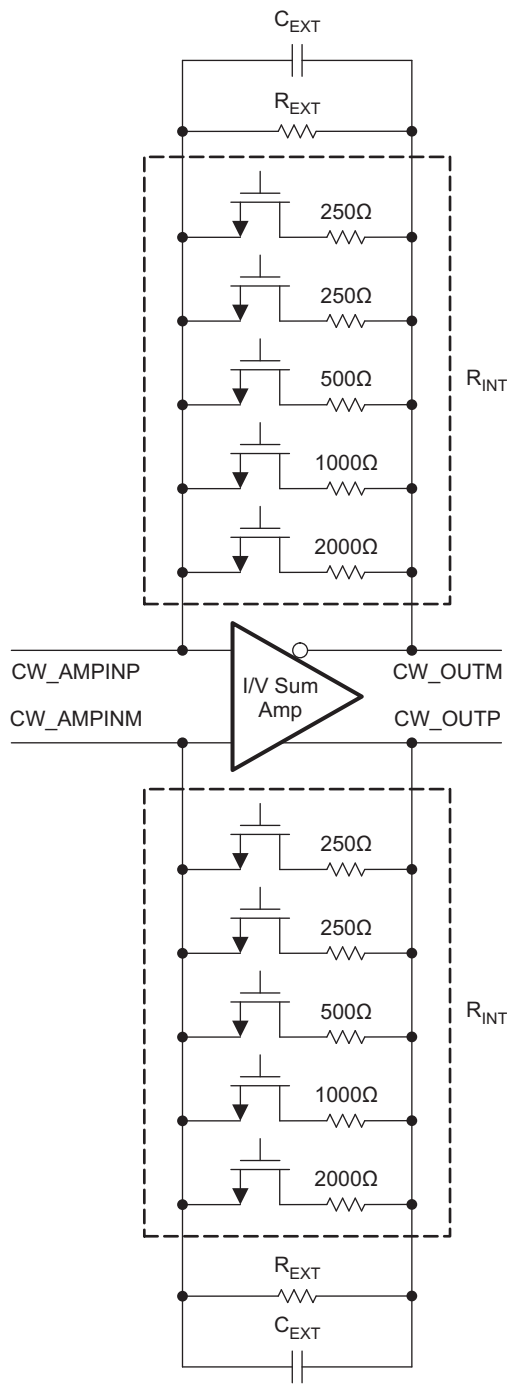 C_EXT
R_EXT
250Ω
250Ω
500Ω
R_INT
1000Ω
2000Ω
CW_AMPINP
I/V Sum
Amp
CW_OUTM
CW_AMPINM
CW_OUTP
250Ω
250Ω
500Ω
R_INT
1000Ω
2000Ω
R_EXT
C_EXT